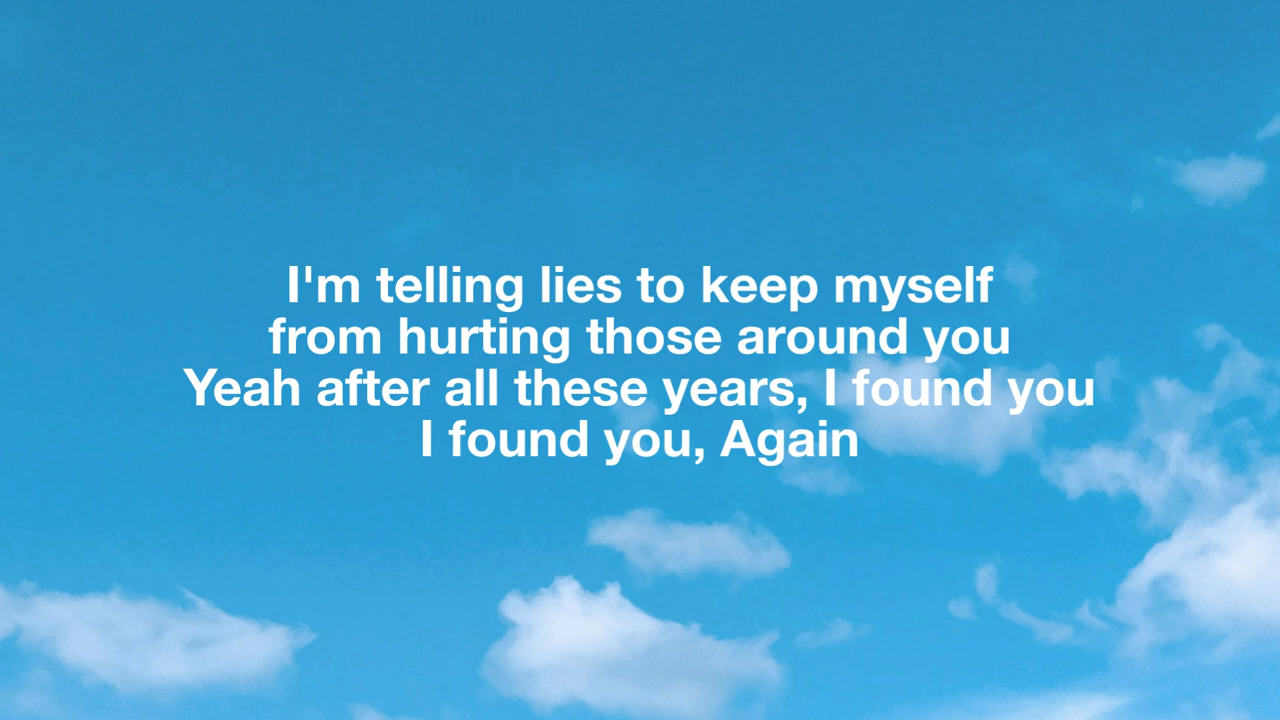 I'm telling lies to keep myself
from hurting those around you
Yeah after all these years, I found you
I found you, Again